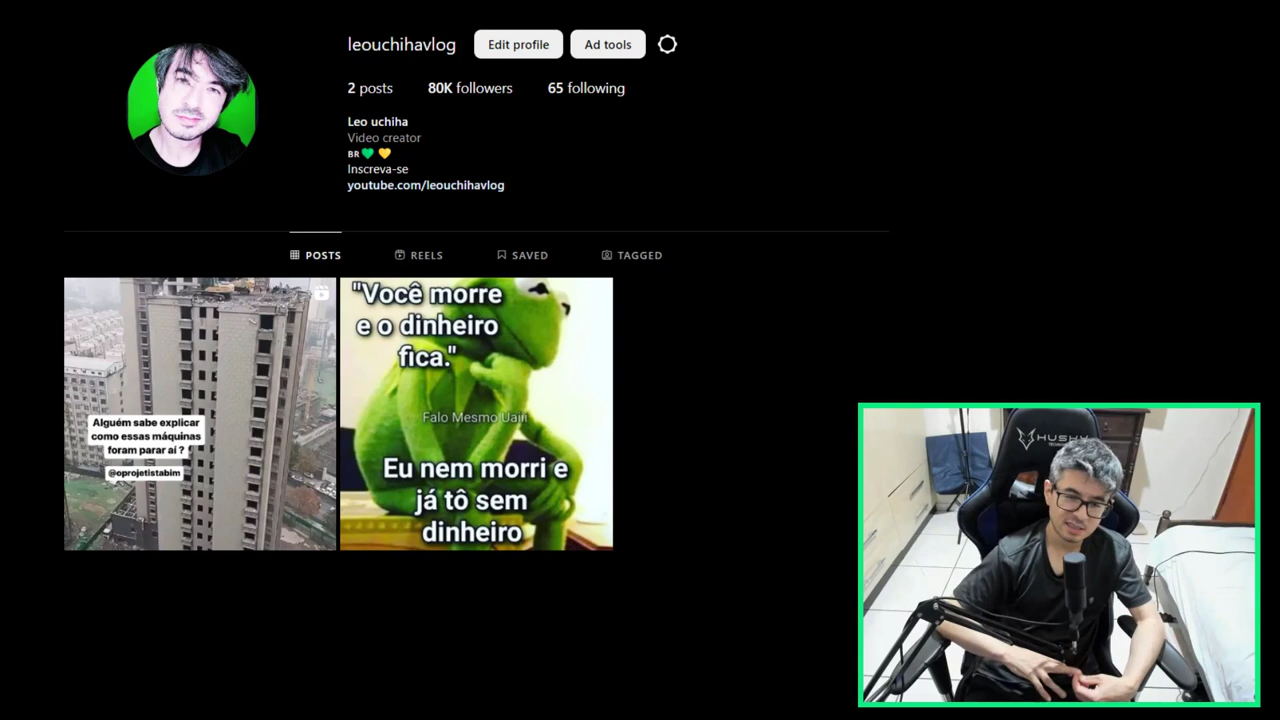 leouchihavlog Edit profile Ad tools
2 posts 80K followers 65 following
Leo uchiha
Video creator
BR💚 💛
Inscreva-se
youtube.com/leouchihavlog
POSTS REELS SAVED TAGGED
Alguém sabe explicar
como essas máquinas
foram parar aí ?
@oprojetistabim
"Você morre
e o dinheiro
fica."
Falo Mesmo Uaiii
Eu nem morri e
já tô sem
dinheiro
HUSKY